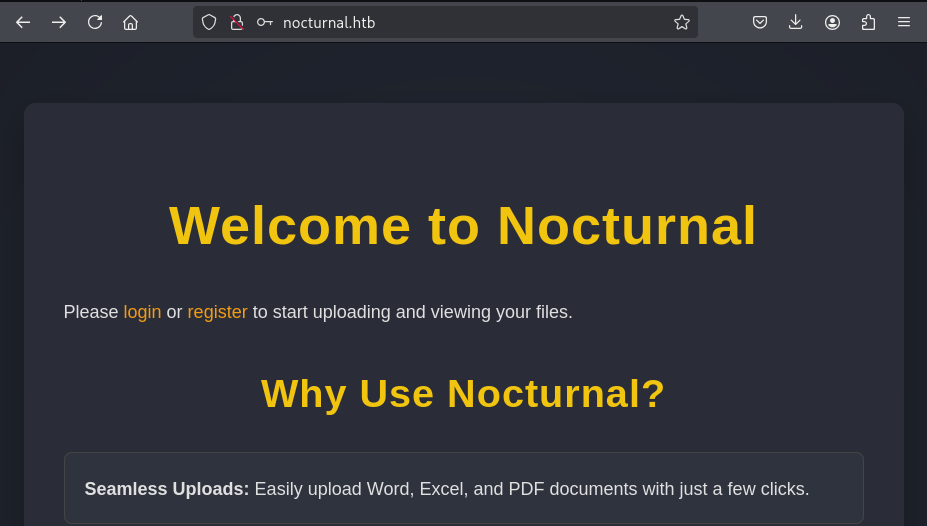 nocturnal.htb
Welcome to Nocturnal
Please login or register to start uploading and viewing your files.
Why Use Nocturnal?
Seamless Uploads: Easily upload Word, Excel, and PDF documents with just a few clicks.